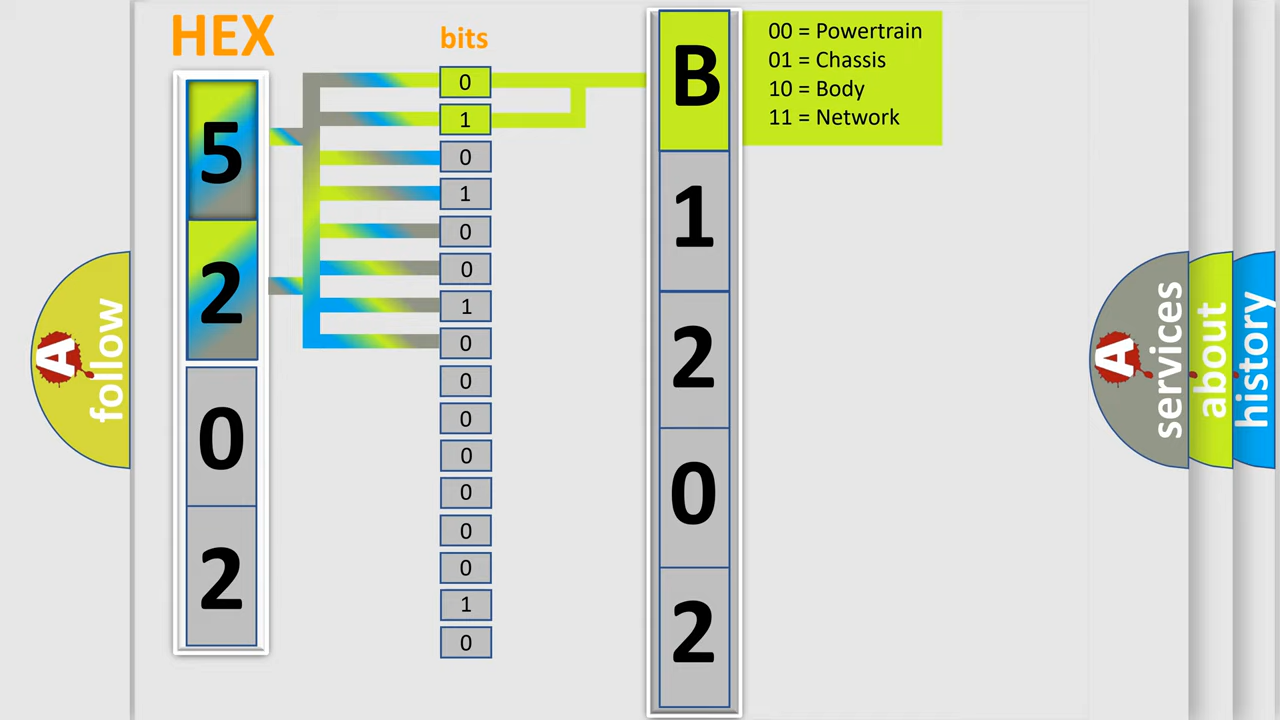 HEX
bits
5
2
0
2
0
1
0
1
0
0
1
0
0
0
0
0
0
0
1
0
B
1
2
0
2
00 = Powertrain
01 = Chassis
10 = Body
11 = Network
A
follow
A
services
about
history